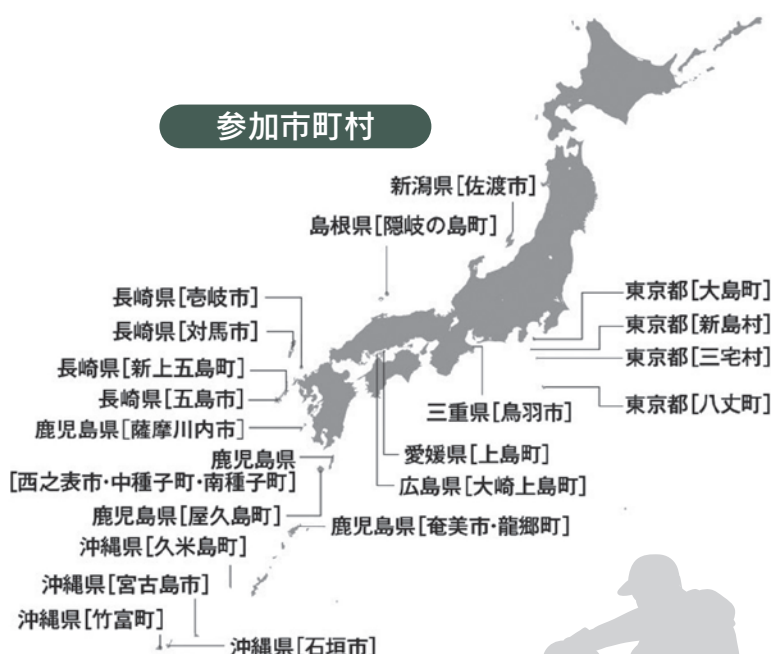 参加市町村
新潟県[佐渡市]
島根県[隠岐の島町]
長崎県[壱岐市]
長崎県[対馬市]
長崎県[新上五島町]
長崎県[五島市]
鹿児島県[薩摩川内市]
鹿児島県
[西之表市・中種子町・南種子町]
鹿児島県[屋久島町]
沖縄県[久米島町]
沖縄県[宮古島市]
沖縄県[竹富町]
沖縄県[石垣市]
東京都[大島町]
東京都[新島村]
東京都[三宅村]
東京都[八丈町]
三重県[鳥羽市]
愛媛県[上島町]
広島県[大崎上島町]
鹿児島県[奄美市・龍郷町]